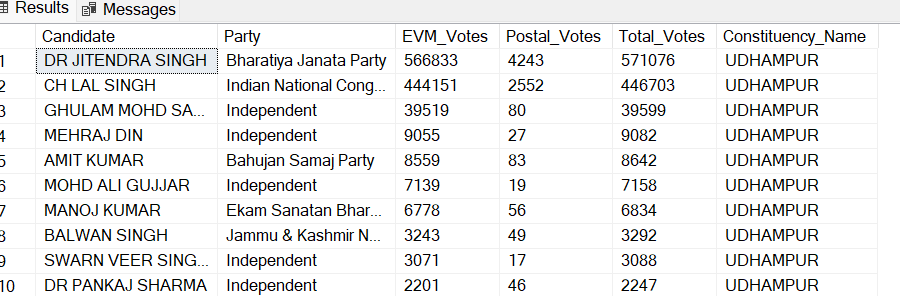 Results Messages
Candidate Party EVM_Votes Postal_Votes Total_Votes Constituency_Name
1 DR JITENDRA SINGH Bharatiya Janata Party 566833 4243 571076 UDHAMPUR
2 CH LAL SINGH Indian National Cong... 444151 2552 446703 UDHAMPUR
3 GHULAM MOHD SA... Independent 39519 80 39599 UDHAMPUR
4 MEHRAJ DIN Independent 9055 27 9082 UDHAMPUR
5 AMIT KUMAR Bahujan Samaj Party 8559 83 8642 UDHAMPUR
6 MOHD ALI GUJJAR Independent 7139 19 7158 UDHAMPUR
7 MANOJ KUMAR Ekam Sanatan Bhar... 6778 56 6834 UDHAMPUR
8 BALWAN SINGH Jammu & Kashmir N... 3243 49 3292 UDHAMPUR
9 SWARN VEER SING... Independent 3071 17 3088 UDHAMPUR
10 DR PANKAJ SHARMA Independent 2201 46 2247 UDHAMPUR